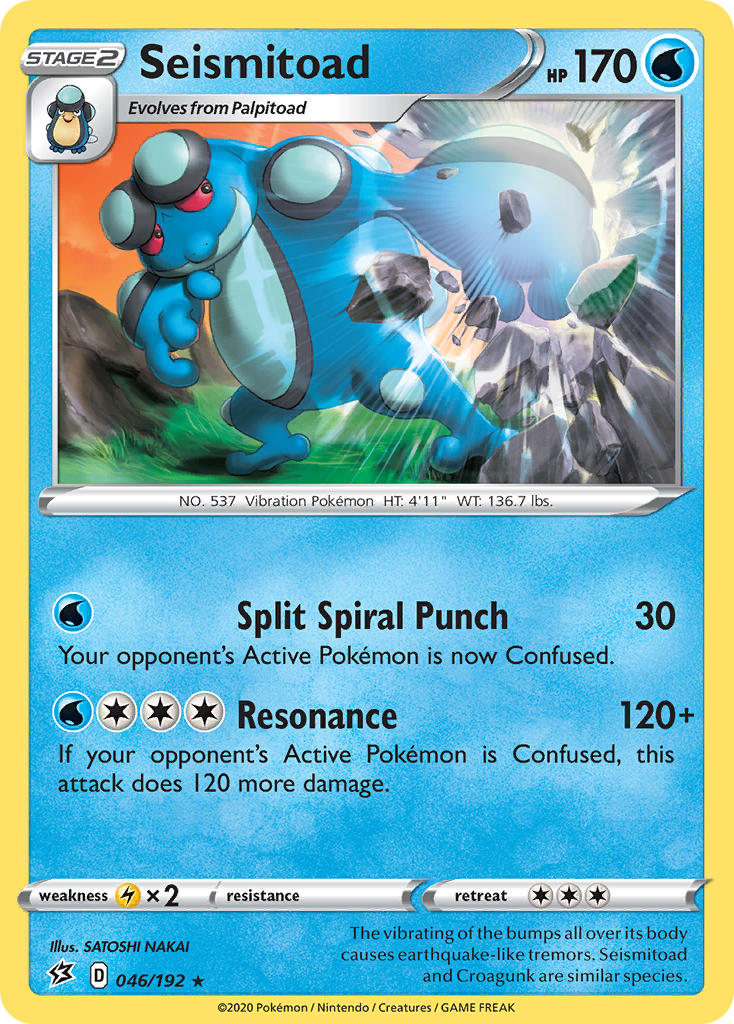 STAGE 2
Seismitoad
HP 170
Evolves from Palpitoad
NO. 537 Vibration Pokémon HT: 4'11" WT: 136.7 lbs.
Split Spiral Punch 30
Your opponent's Active Pokémon is now Confused.
Resonance 120+
If your opponent's Active Pokémon is Confused, this
attack does 120 more damage.
weakness ×2 resistance retreat
Illus. SATOSHI NAKAI
D 046/192 ★
The vibrating of the bumps all over its body
causes earthquake-like tremors. Seismitoad
and Croagunk are similar species.
©2020 Pokémon / Nintendo / Creatures / GAME FREAK